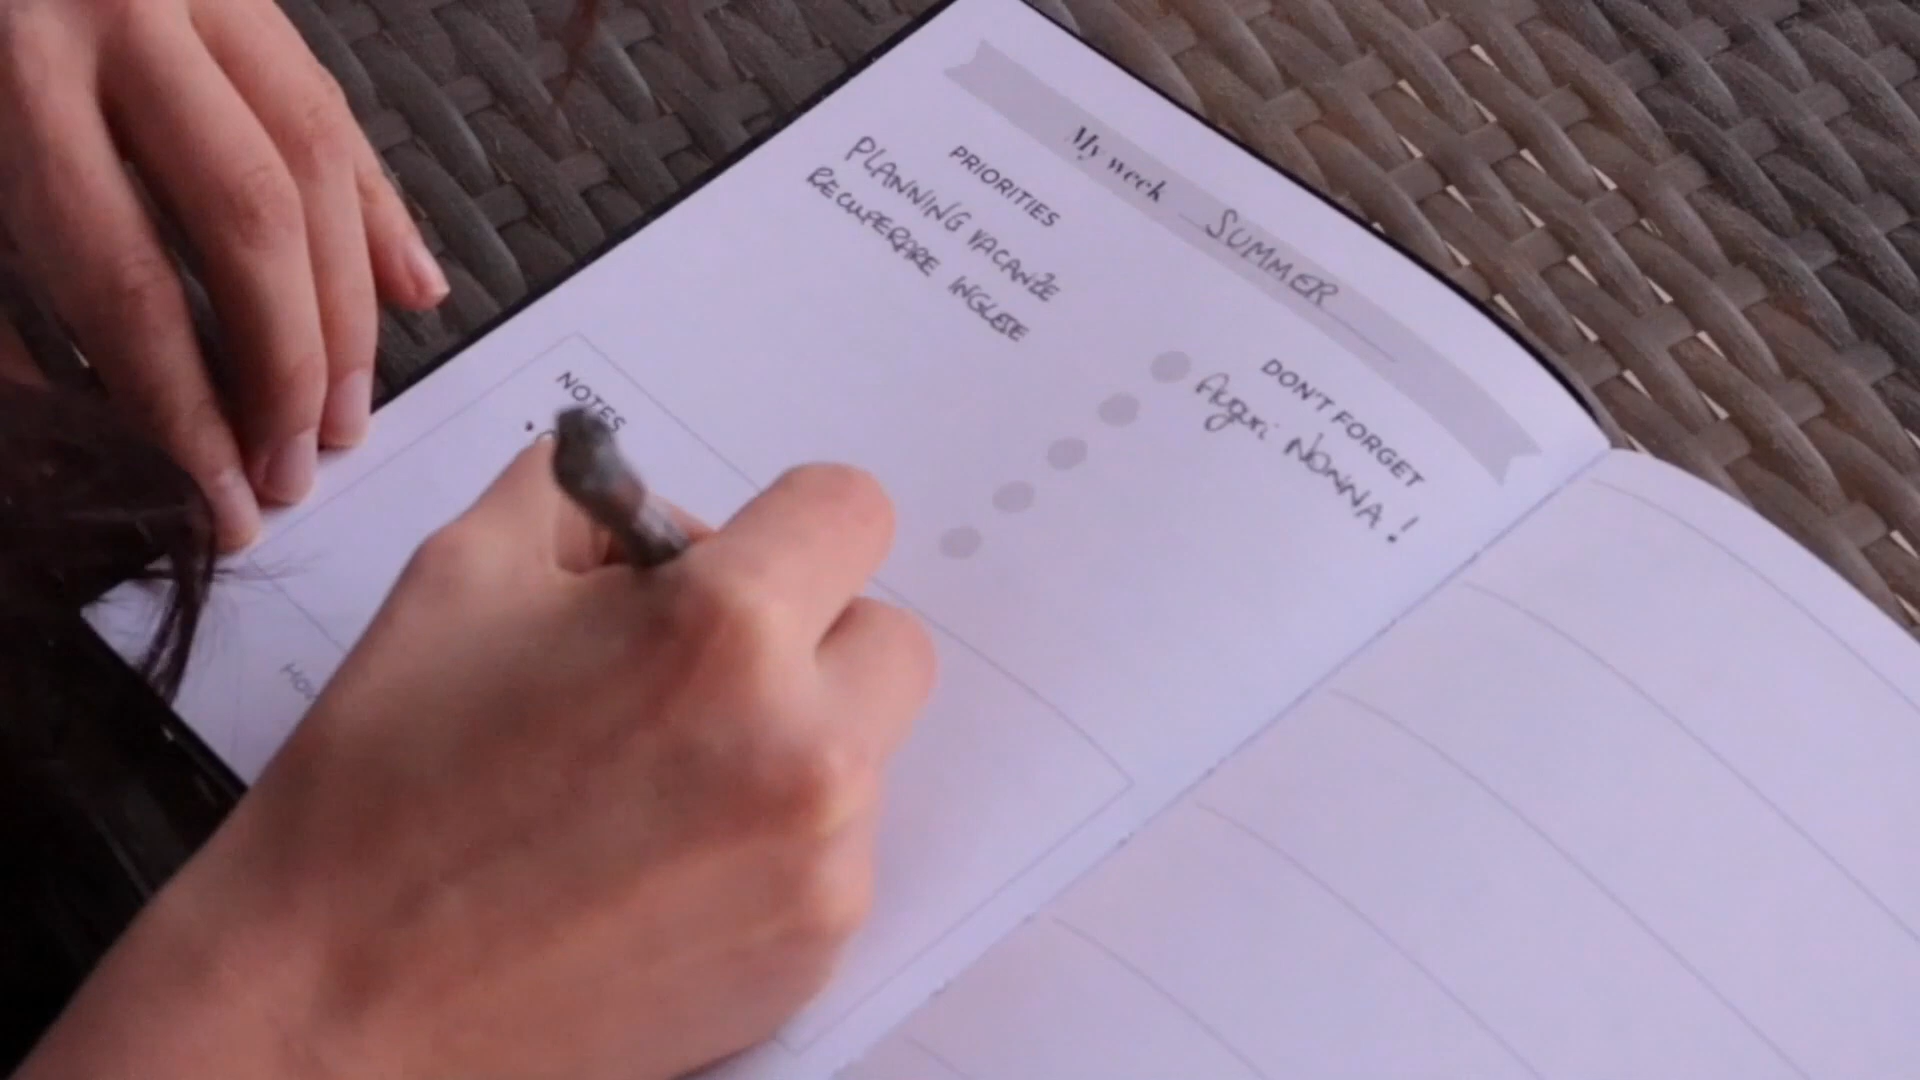 My week SUMMER
PRIORITIES
PLANNING VACANZE
RECUPERARE INGLESE
DON'T FORGET
Auguri NONNA!
NOTES